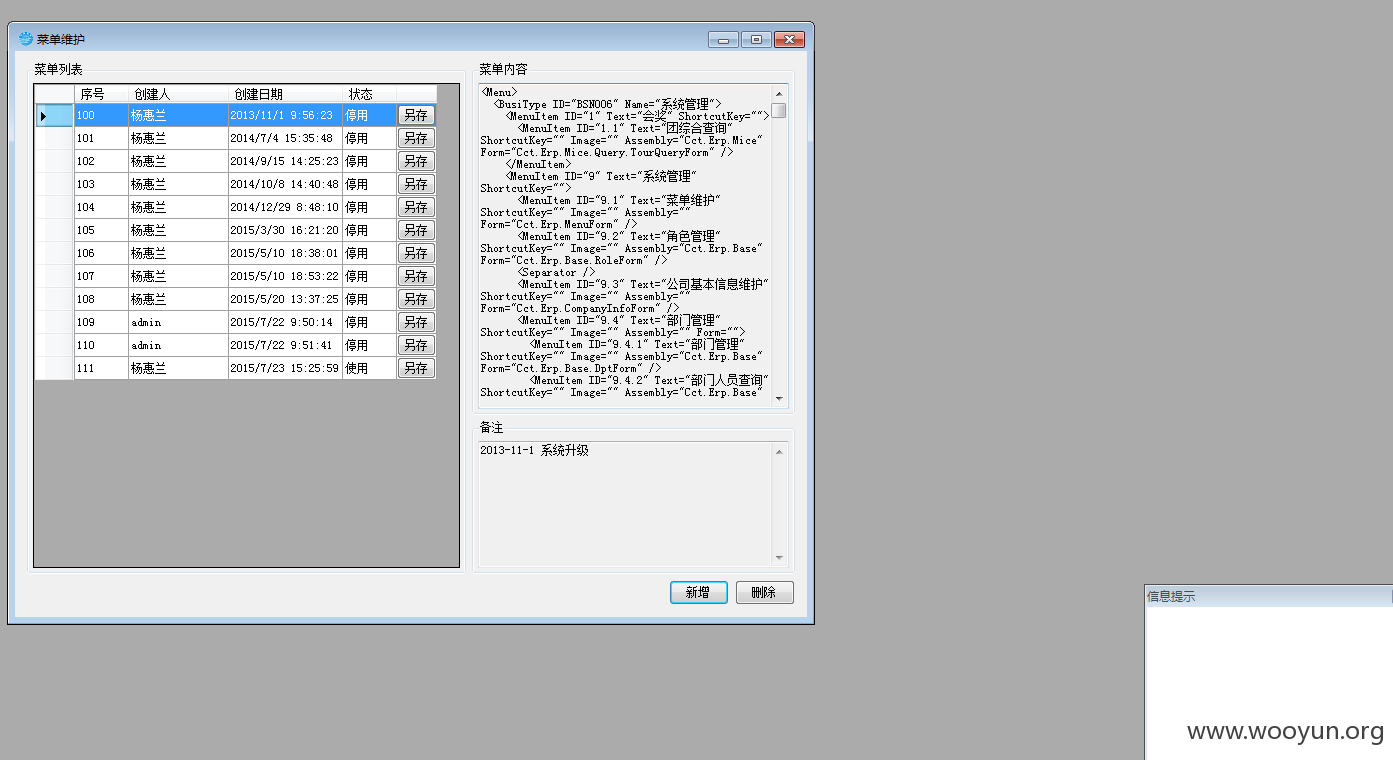 菜单维护
菜单列表
序号 创建人 创建日期 状态
100 杨惠兰 2013/11/1 9:56:23 停用 另存
101 杨惠兰 2014/7/4 15:35:48 停用 另存
102 杨惠兰 2014/9/15 14:25:23 停用 另存
103 杨惠兰 2014/10/8 14:40:48 停用 另存
104 杨惠兰 2014/12/29 8:48:10 停用 另存
105 杨惠兰 2015/3/30 16:21:20 停用 另存
106 杨惠兰 2015/5/10 18:38:01 停用 另存
107 杨惠兰 2015/5/10 18:53:22 停用 另存
108 杨惠兰 2015/5/20 13:37:25 停用 另存
109 admin 2015/7/22 9:50:14 停用 另存
110 admin 2015/7/22 9:51:41 停用 另存
111 杨惠兰 2015/7/23 15:25:59 使用 另存
菜单内容
<Menu>
<BusiType ID="BSN006" Name="系统管理">
<MenuItem ID="1" Text="会奖" ShortcutKey="">
<MenuItem ID="1.1" Text="团综合查询"
ShortcutKey="" Image="" Assembly="Cct.Erp.Mice"
Form="Cct.Erp.Mice.Query.TourQueryForm" />
</MenuItem>
<MenuItem ID="9" Text="系统管理"
ShortcutKey="">
<MenuItem ID="9.1" Text="菜单维护"
ShortcutKey="" Image="" Assembly=""
Form="Cct.Erp.MenuForm" />
<MenuItem ID="9.2" Text="角色管理"
ShortcutKey="" Image="" Assembly="Cct.Erp.Base"
Form="Cct.Erp.Base.RoleForm" />
<Separator />
<MenuItem ID="9.3" Text="公司基本信息维护"
ShortcutKey="" Image="" Assembly=""
Form="Cct.Erp.CompanyInfoForm" />
<MenuItem ID="9.4" Text="部门管理"
ShortcutKey="" Image="" Assembly="" Form="">
<MenuItem ID="9.4.1" Text="部门管理"
ShortcutKey="" Image="" Assembly="Cct.Erp.Base"
Form="Cct.Erp.Base.DptForm" />
<MenuItem ID="9.4.2" Text="部门人员查询"
ShortcutKey="" Image="" Assembly="Cct.Erp.Base"
备注
2013-11-1 系统升级
新增 删除
信息提示
www.wooyun.org